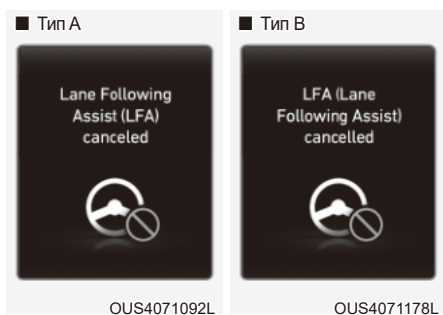 ■ Тип A
Lane Following
Assist (LFA)
canceled
OUS4071092L
■ Тип B
LFA (Lane
Following Assist)
cancelled
OUS4071178L